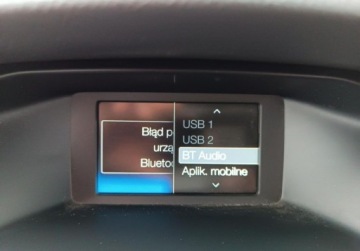 Błąd p
urzą
Bluetoo
USB 1
USB 2
BT Audio
Aplik. mobilne